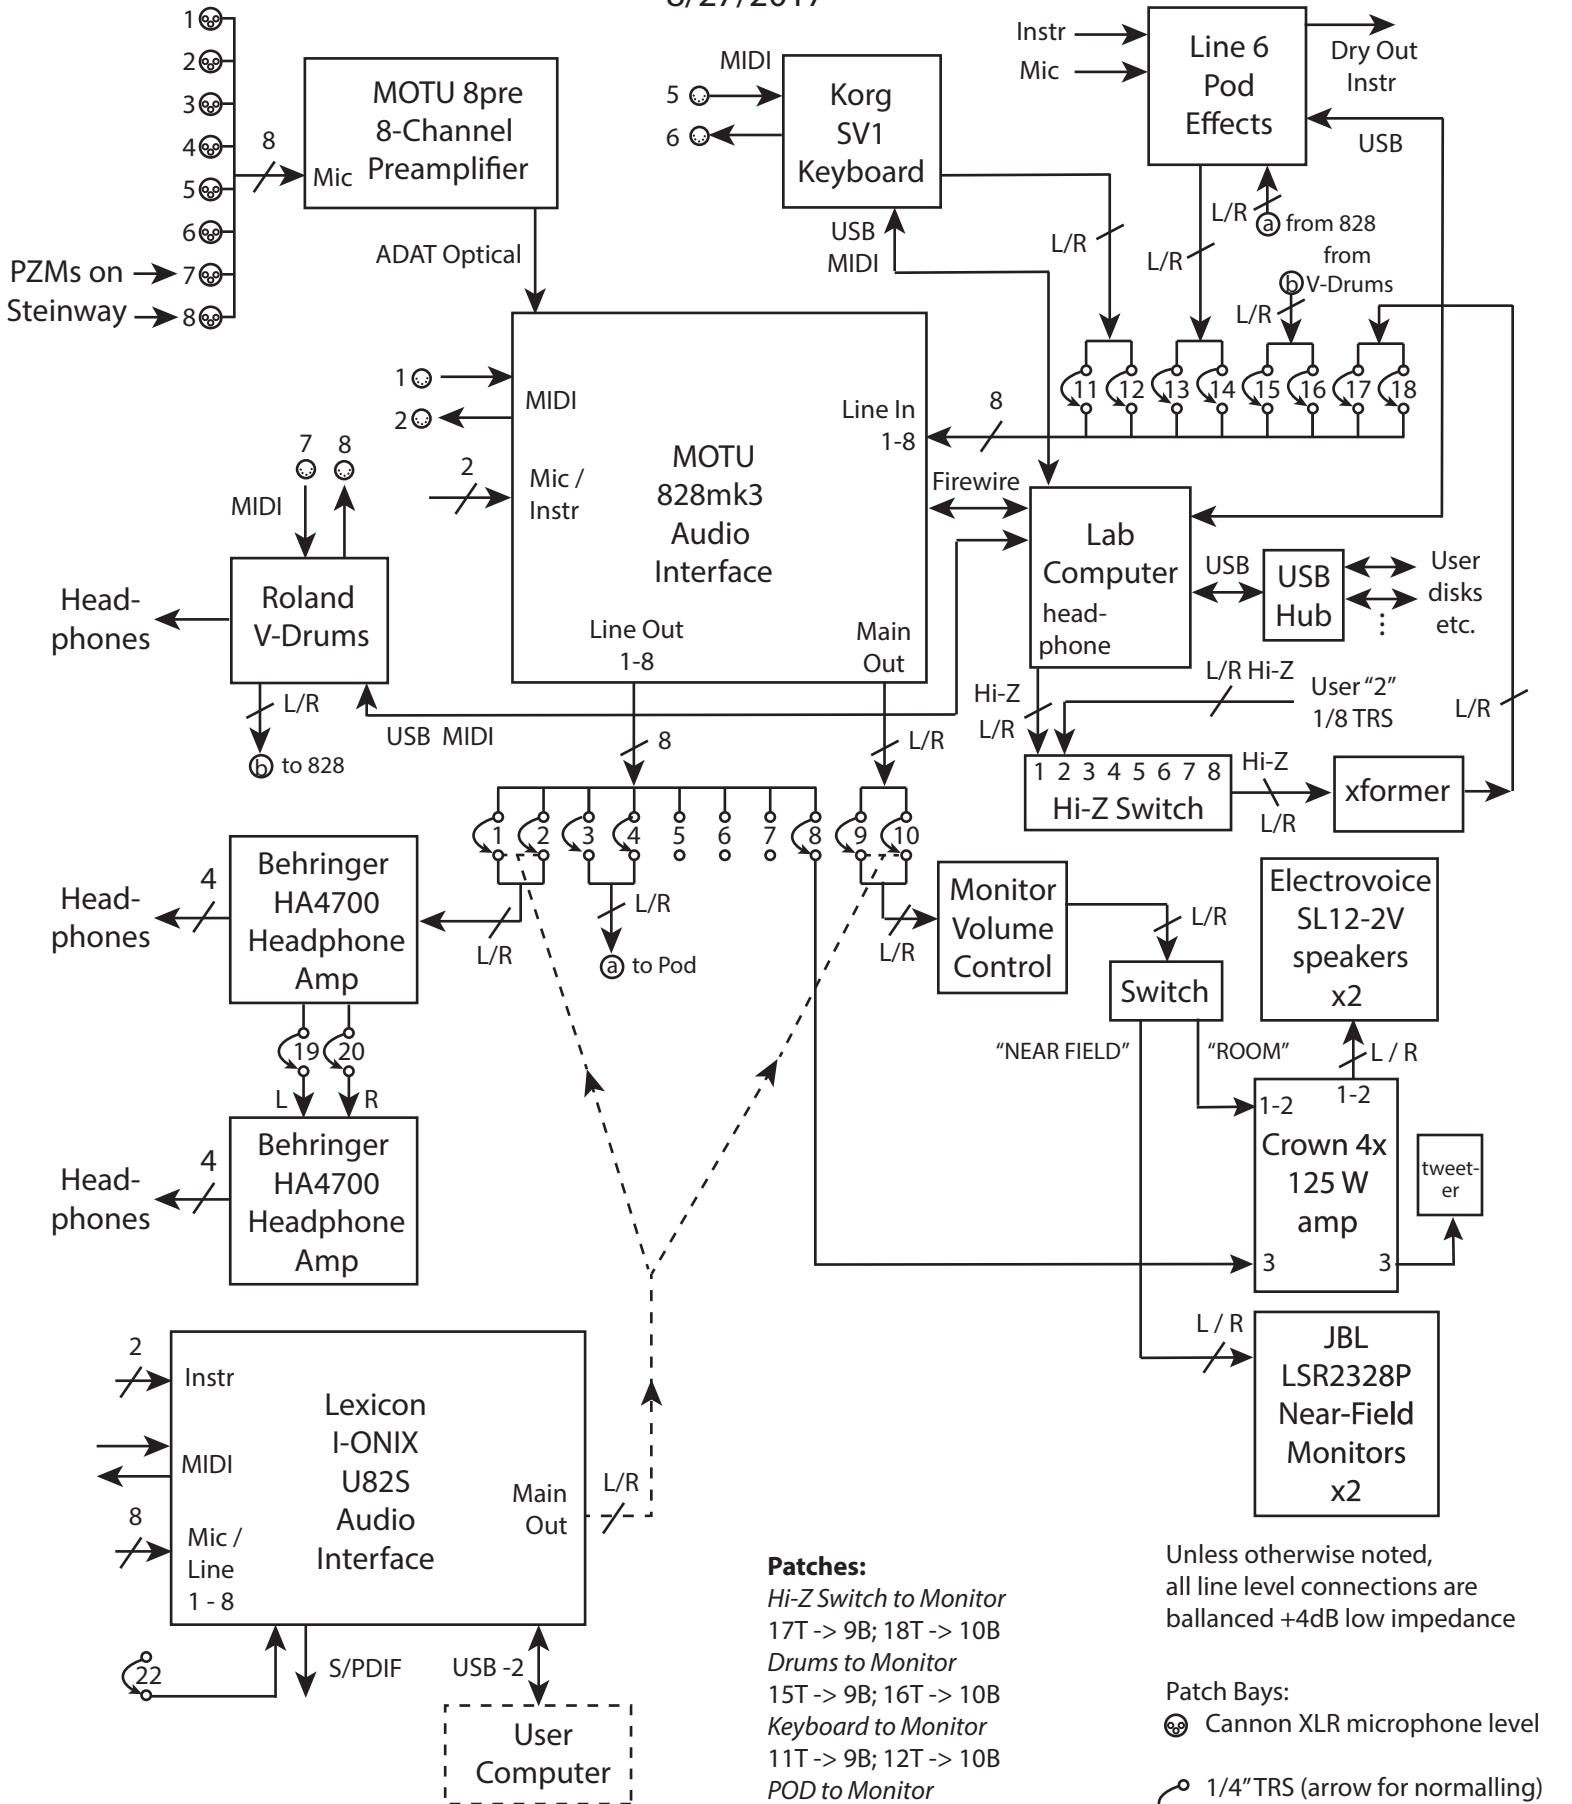 8/27/2017
1
2
3
4
5
6
PZMs on
7
Steinway
8
8
MOTU 8pre
8-Channel
Preamplifier
Mic
ADAT Optical
MIDI
5
6
Korg
SV1
Keyboard
USB
MIDI
L/R
Instr
Mic
Line 6
Pod
Effects
Dry Out
Instr
USB
L/R
L/R
a from 828
from
b V-Drums
L/R
11 12 13 14 15 16 17 18
8
1
2
MIDI
2
Mic /
Instr
Line In
1-8
MOTU
828mk3
Audio
Interface
Line Out
1-8
Main
Out
Firewire
Lab
Computer
head-
phone
USB
USB
Hub
User
disks
etc.
⋮
7 8
MIDI
Head-
phones
Roland
V-Drums
L/R
b to 828
USB MIDI
8
L/R
Hi-Z
L/R
L/R Hi-Z
User “2”
1/8 TRS
L/R
1 2 3 4 5 6 7 8
Hi-Z Switch
Hi-Z
L/R
xformer
1 2 3 4 5 6 7 8 9 10
Head-
phones
4
Behringer
HA4700
Headphone
Amp
L/R
L/R
a to Pod
L/R
Monitor
Volume
Control
L/R
Switch
“NEAR FIELD”
“ROOM”
Electrovoice
SL12-2V
speakers
x2
L / R
19 20
L R
Head-
phones
4
Behringer
HA4700
Headphone
Amp
1-2
1-2
Crown 4x
125 W
amp
3
3
tweet-
er
L / R
JBL
LSR2328P
Near-Field
Monitors
x2
2
Instr
MIDI
8
Mic /
Line
1 - 8
Lexicon
I-ONIX
U82S
Audio
Interface
Main
Out
L/R
22
S/PDIF
USB -2
User
Computer
Patches:
Hi-Z Switch to Monitor
17T -> 9B; 18T -> 10B
Drums to Monitor
15T -> 9B; 16T -> 10B
Keyboard to Monitor
11T -> 9B; 12T -> 10B
POD to Monitor
Unless otherwise noted,
all line level connections are
ballanced +4dB low impedance
Patch Bays:
Cannon XLR microphone level
1/4” TRS (arrow for normalling)